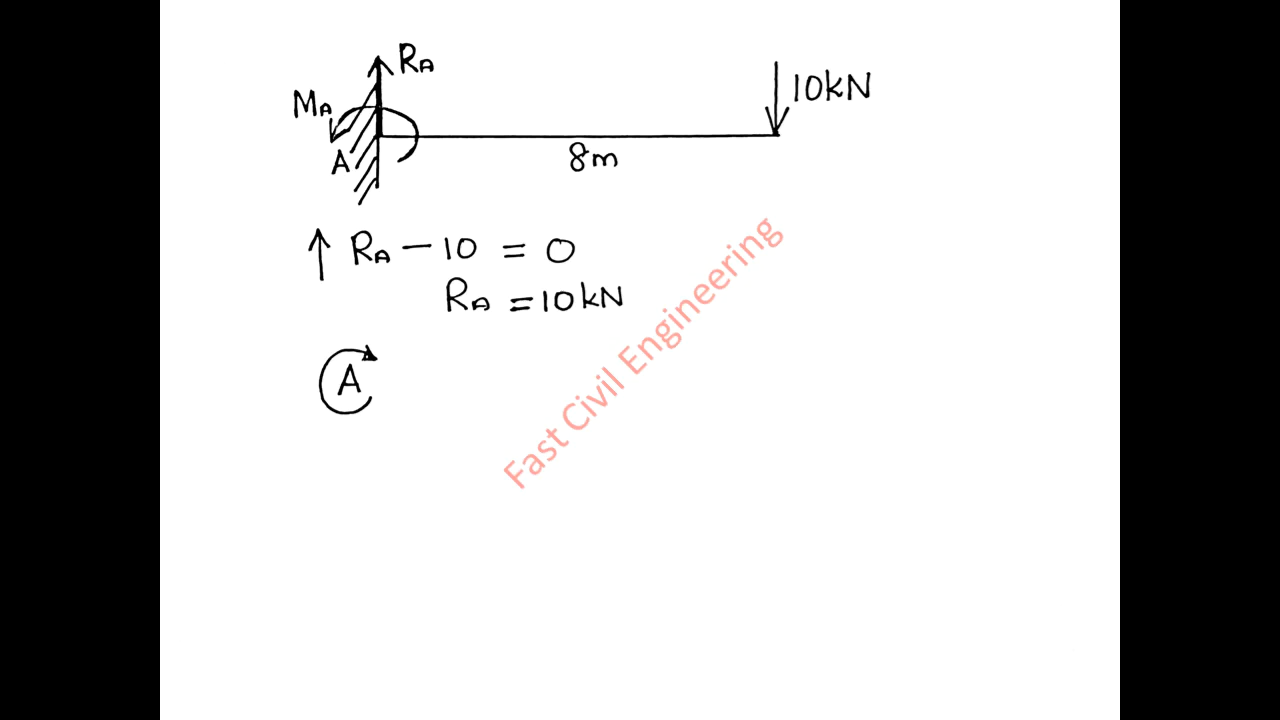 RA
MA
10kN
A
8m
↑ RA − 10 = 0
RA = 10kN
A
Fast Civil Engineering